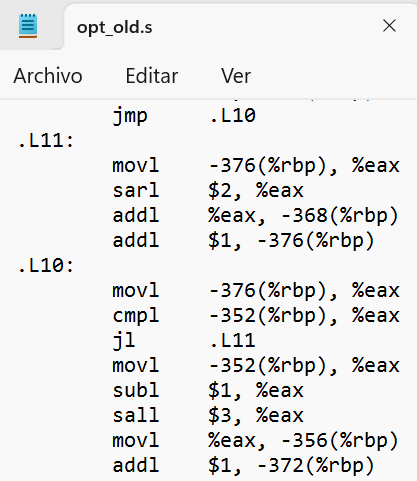 opt_old.s
Archivo Editar Ver
jmp .L10
.L11:
movl -376(%rbp), %eax
sarl $2, %eax
addl %eax, -368(%rbp)
addl $1, -376(%rbp)
.L10:
movl -376(%rbp), %eax
cmpl -352(%rbp), %eax
jl .L11
movl -352(%rbp), %eax
subl $1, %eax
sall $3, %eax
movl %eax, -356(%rbp)
addl $1, -372(%rbp)